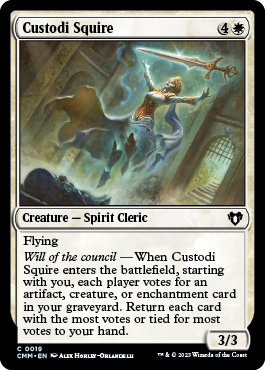 Custodi Squire 4
Creature — Spirit Cleric
Flying
Will of the council — When Custodi
Squire enters the battlefield, starting
with you, each player votes for an
artifact, creature, or enchantment card
in your graveyard. Return each card
with the most votes or tied for most
votes to your hand.
3/3
C 0019
CMM • EN Alex Horley-Orlandelli
™ & © 2023 Wizards of the Coast